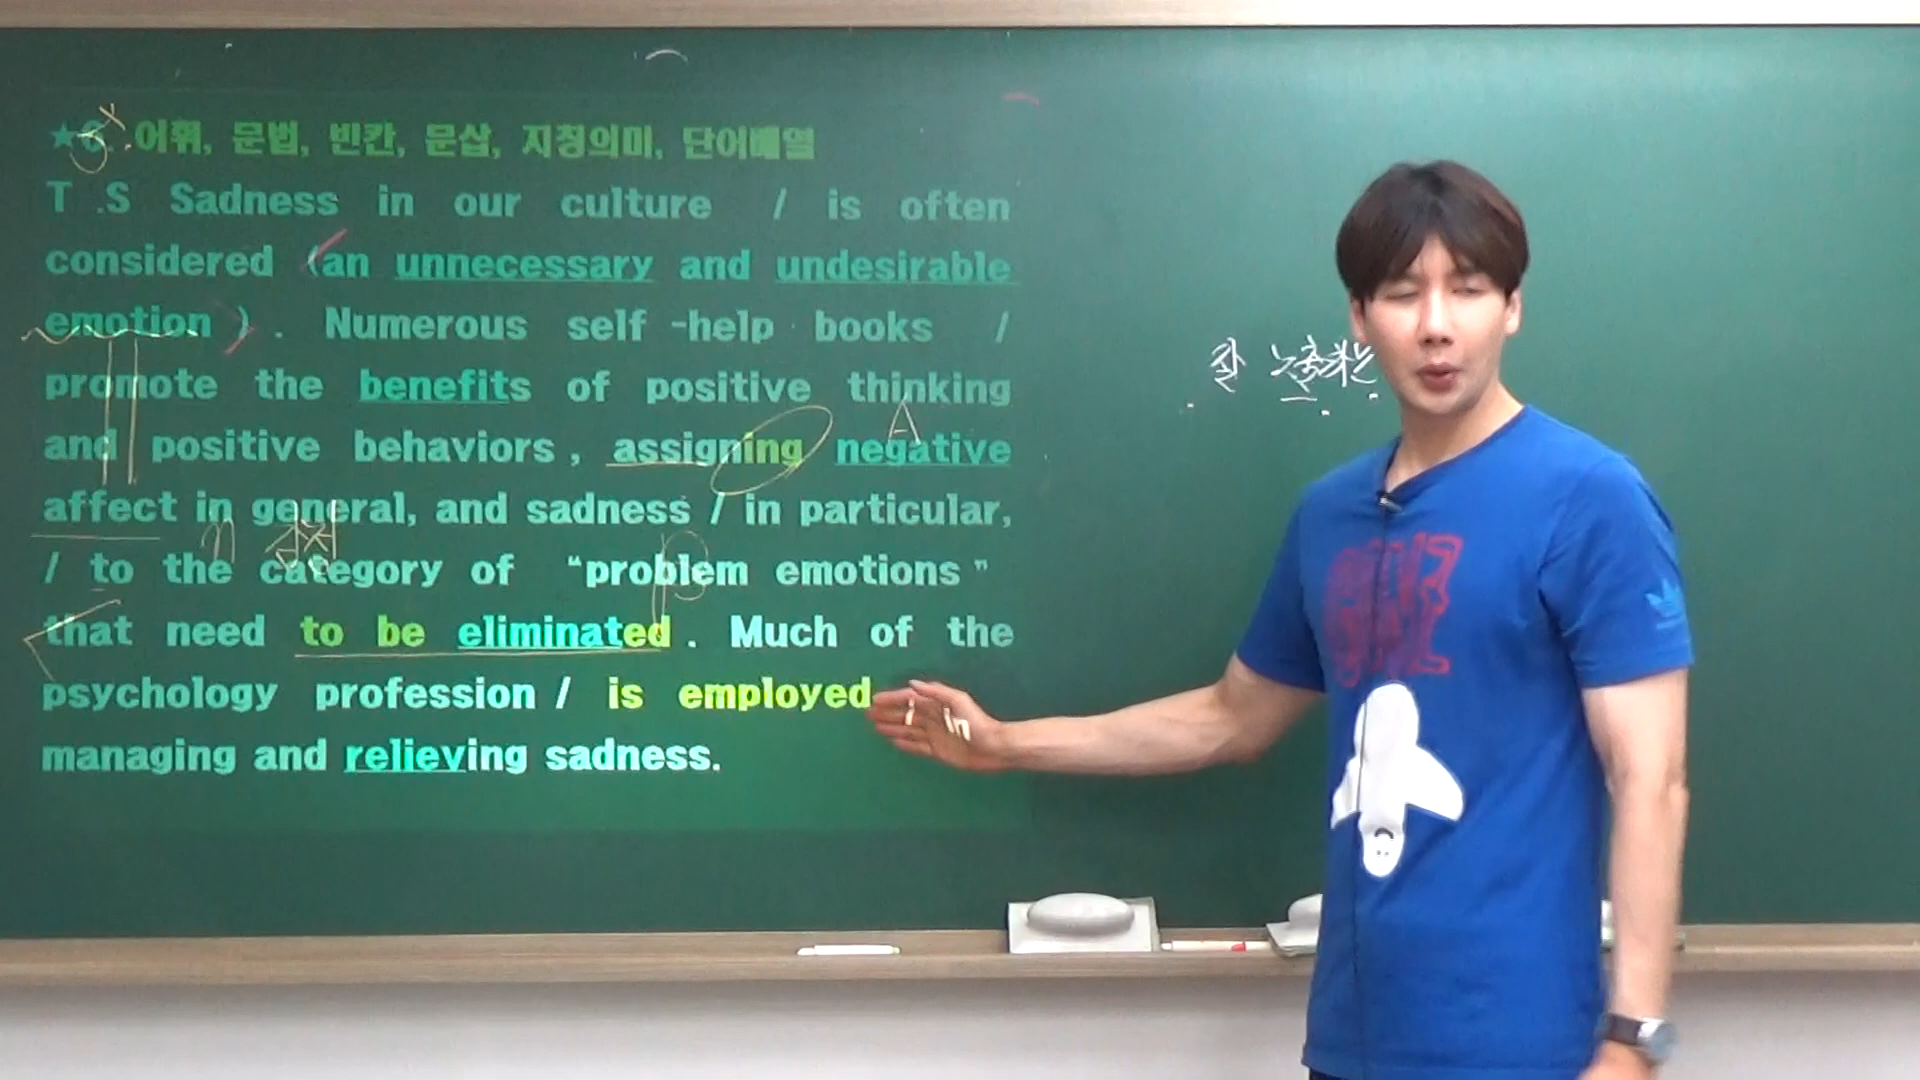 ★ 어휘, 문법, 빈칸, 문삽, 지칭의미, 단어배열
T .S Sadness in our culture / is often
considered (an unnecessary and undesirable
emotion ) . Numerous self -help books /
promote the benefits of positive thinking
and positive behaviors , assigning negative
affect in general, and sadness / in particular,
/ to the category of “problem emotions ”
that need to be eliminated . Much of the
psychology profession / is employed
managing and relieving sadness.
A
B